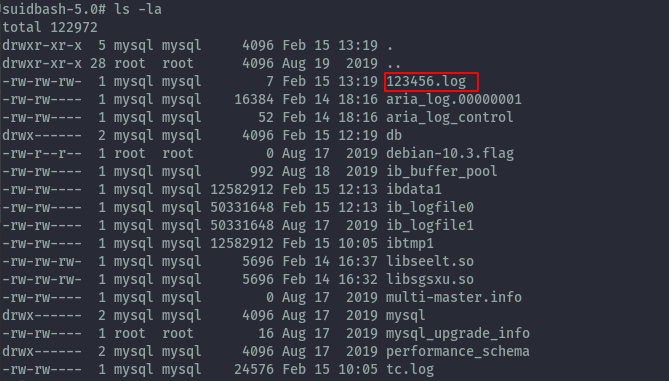 suidbash-5.0# ls -la
total 122972
drwxr-xr-x  5 mysql mysql     4096 Feb 15 13:19 .
drwxr-xr-x 28 root  root      4096 Aug 19  2019 ..
-rw-rw-rw-  1 mysql mysql        7 Feb 15 13:19 123456.log
-rw-rw----  1 mysql mysql    16384 Feb 14 18:16 aria_log.00000001
-rw-rw----  1 mysql mysql       52 Feb 14 18:16 aria_log_control
drwx------  2 mysql mysql     4096 Feb 15 12:19 db
-rw-r--r--  1 root  root         0 Aug 17  2019 debian-10.3.flag
-rw-rw----  1 mysql mysql      992 Aug 18  2019 ib_buffer_pool
-rw-rw----  1 mysql mysql 12582912 Feb 15 12:13 ibdata1
-rw-rw----  1 mysql mysql 50331648 Feb 15 12:13 ib_logfile0
-rw-rw----  1 mysql mysql 50331648 Aug 17  2019 ib_logfile1
-rw-rw----  1 mysql mysql 12582912 Feb 15 10:05 ibtmp1
-rw-rw-rw-  1 mysql mysql     5696 Feb 14 16:37 libseelt.so
-rw-rw-rw-  1 mysql mysql     5696 Feb 14 16:32 libsgsxu.so
-rw-rw----  1 mysql mysql        0 Aug 17  2019 multi-master.info
drwx------  2 mysql mysql     4096 Aug 17  2019 mysql
-rw-rw----  1 root  root        16 Aug 17  2019 mysql_upgrade_info
drwx------  2 mysql mysql     4096 Aug 17  2019 performance_schema
-rw-rw----  1 mysql mysql    24576 Feb 15 10:05 tc.log